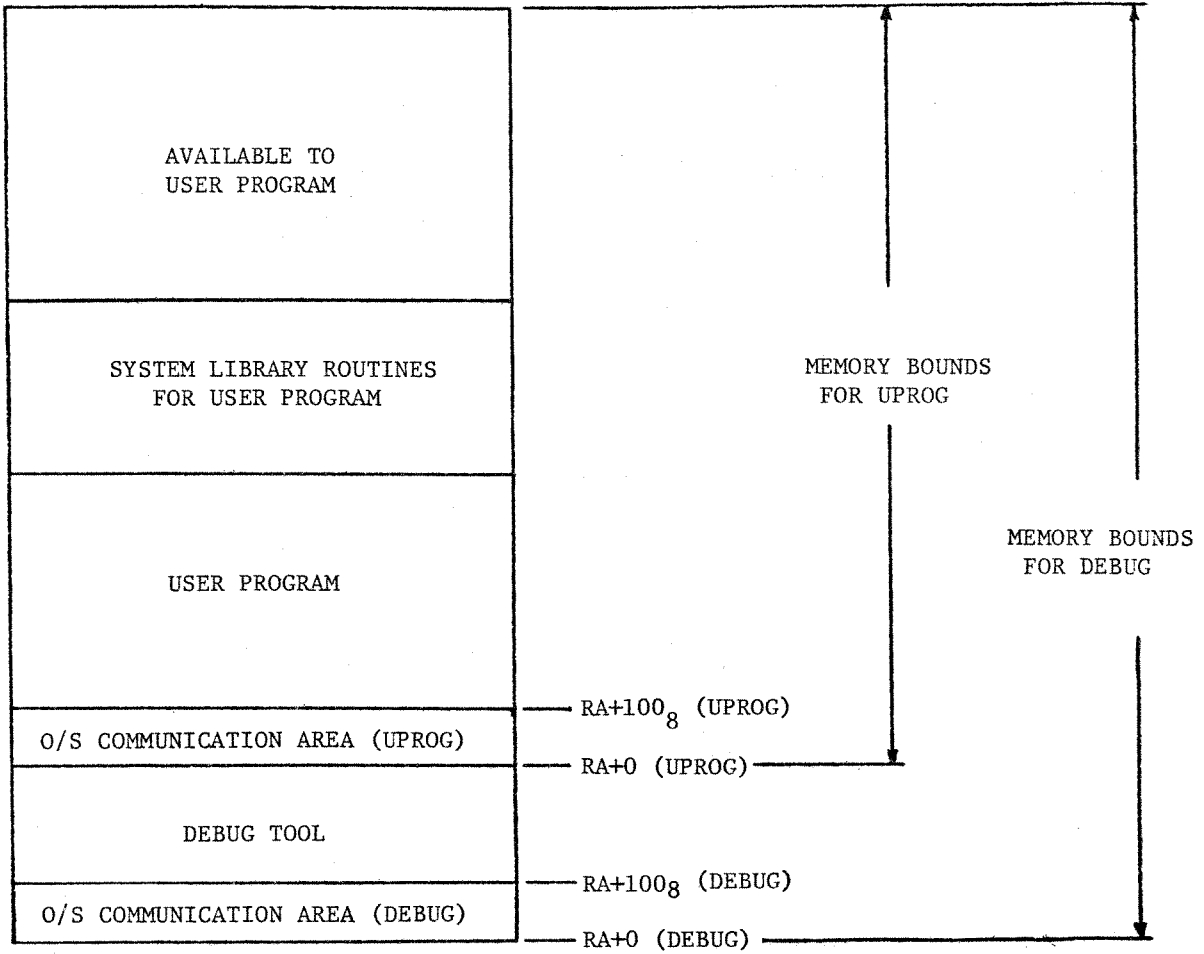 AVAILABLE TO
USER PROGRAM
SYSTEM LIBRARY ROUTINES
FOR USER PROGRAM
MEMORY BOUNDS
FOR UPROG
MEMORY BOUNDS
FOR DEBUG
USER PROGRAM
RA+100₈ (UPROG)
O/S COMMUNICATION AREA (UPROG)
RA+0 (UPROG)
DEBUG TOOL
RA+100₈ (DEBUG)
O/S COMMUNICATION AREA (DEBUG)
RA+0 (DEBUG)